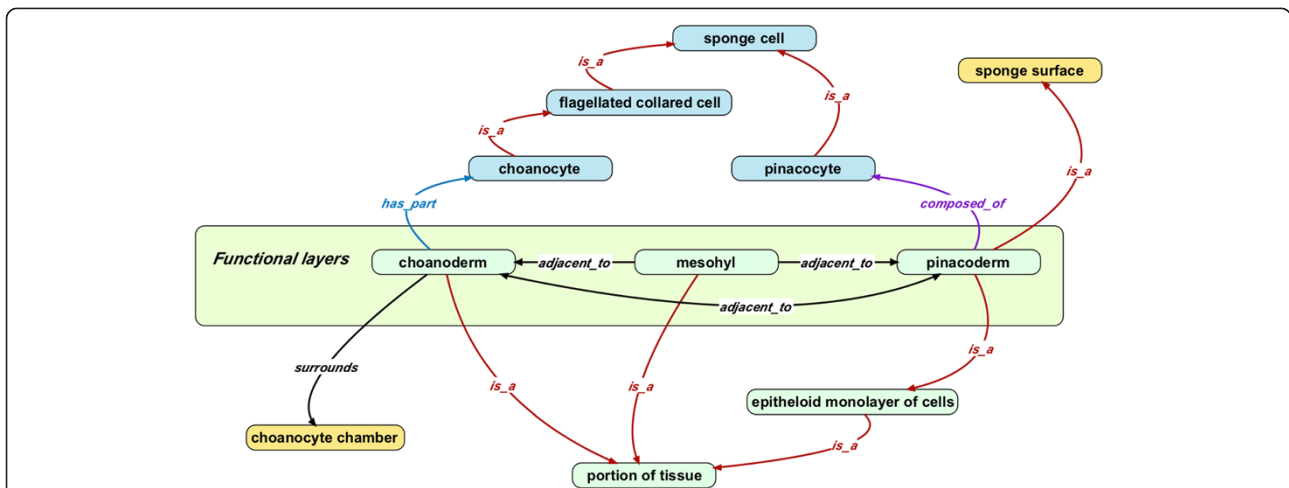 sponge cell
is_a
sponge surface
flagellated collared cell
is_a
is_a
choanocyte
pinacocyte
is_a
has_part
composed_of
Functional layers
choanoderm
adjacent_to
mesohyl
adjacent_to
pinacoderm
adjacent_to
is_a
surrounds
is_a
is_a
epitheloid monolayer of cells
choanocyte chamber
is_a
portion of tissue